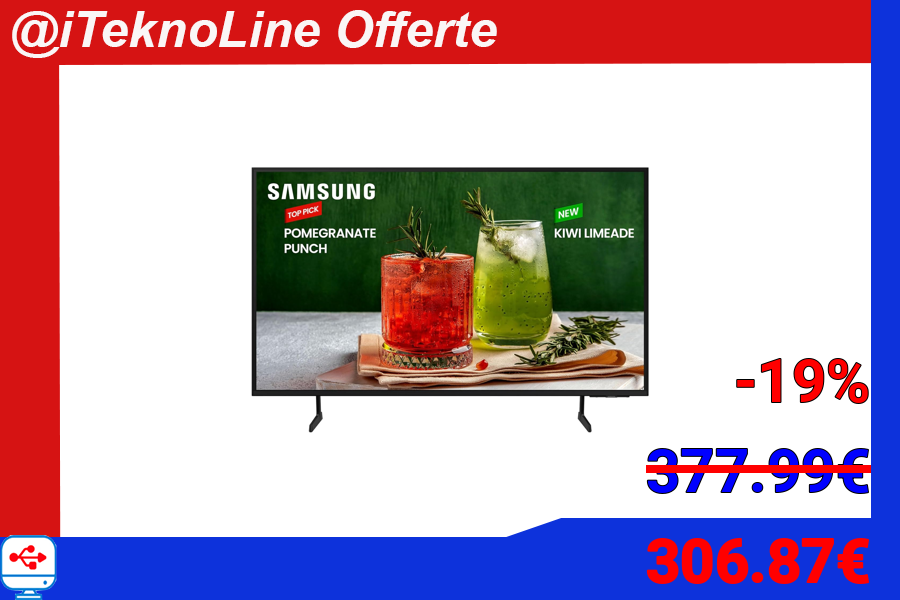 @iTeknoLine Offerte
SAMSUNG
TOP PICK
POMEGRANATE
PUNCH
NEW
KIWI LIMEADE
-19%
377.99€
306.87€